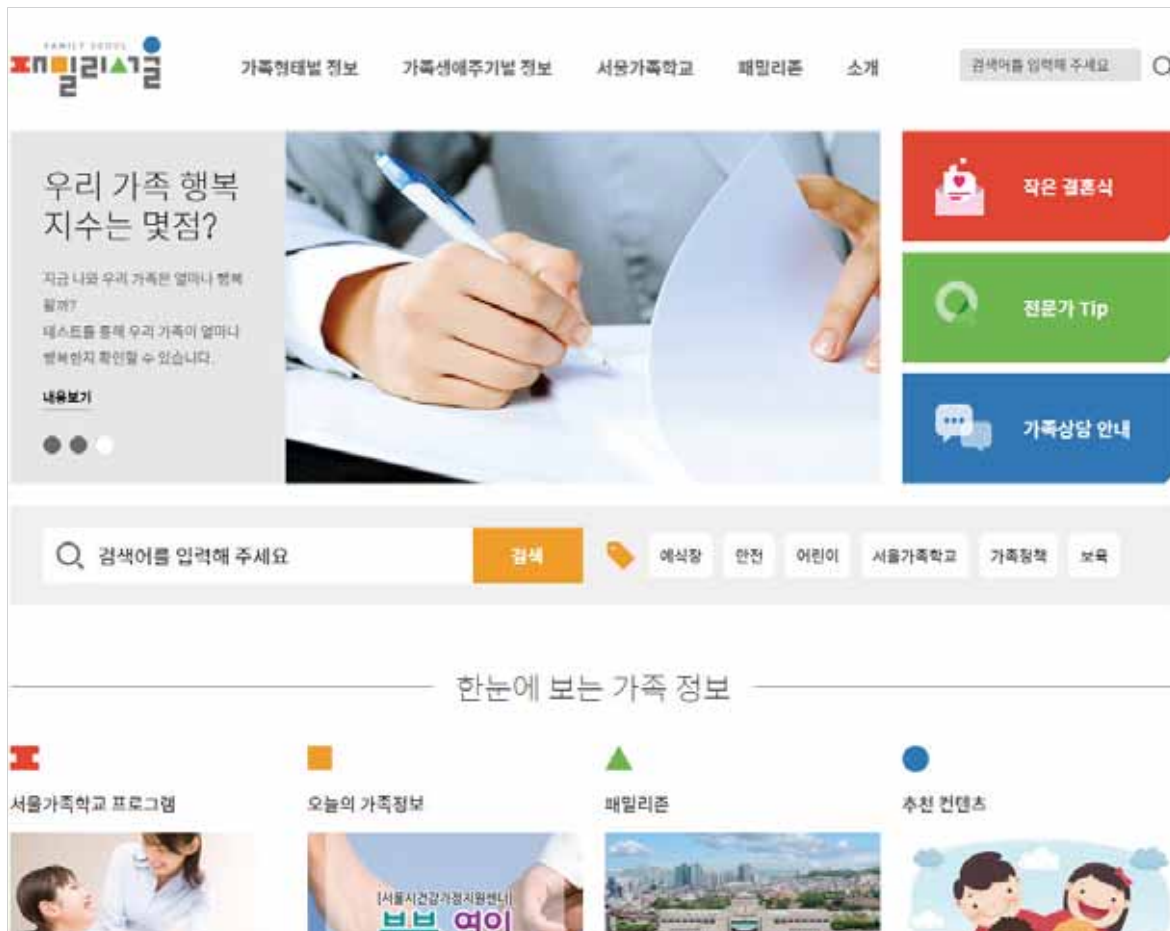 FAMILY SEOUL
패밀리서울
가족형태별 정보 가족생애주기별 정보 서울가족학교 패밀리존 소개
검색어를 입력해 주세요
우리 가족 행복
지수는 몇점?
지금 나와 우리 가족은 얼마나 행복
할까?
테스트를 통해 우리 가족이 얼마나
행복한지 확인할 수 있습니다.
내용보기
작은 결혼식
전문가 Tip
가족상담 안내
검색어를 입력해 주세요
검색
예식장 안전 어린이 서울가족학교 가족정책 보육
한눈에 보는 가족 정보
서울가족학교 프로그램
오늘의 가족정보
패밀리존
추천 컨텐츠
[서울시건강가정지원센터]
부부 연인